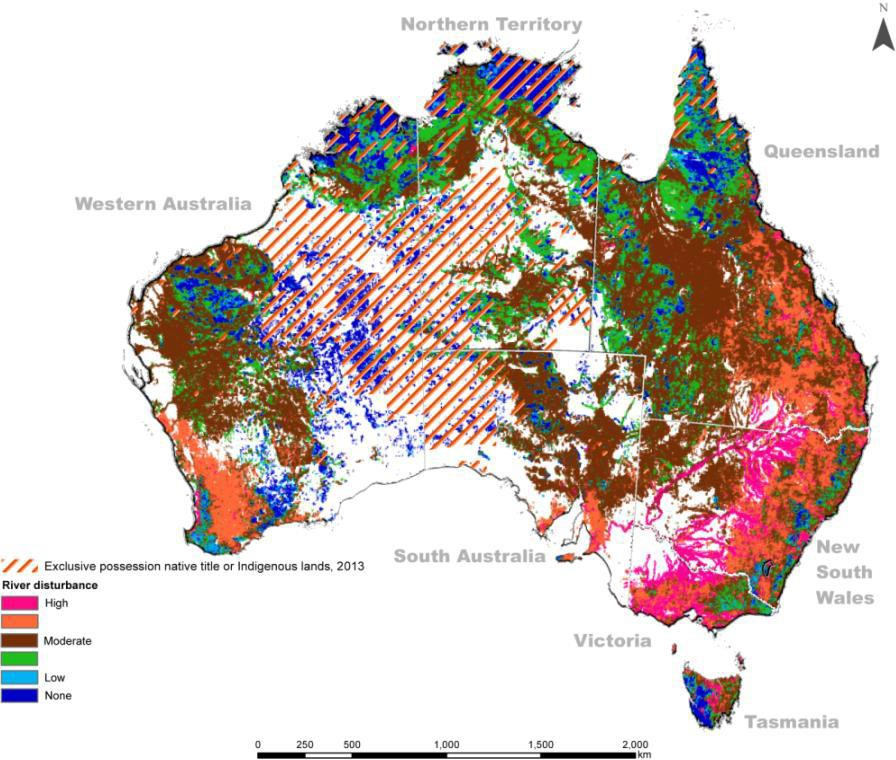 N
Northern Territory
Queensland
Western Australia
South Australia
New
South
Wales
Victoria
Tasmania
Exclusive possession native title or Indigenous lands, 2013
River disturbance
High
Moderate
Low
None
0 250 500 1,000 1,500 2,000
km